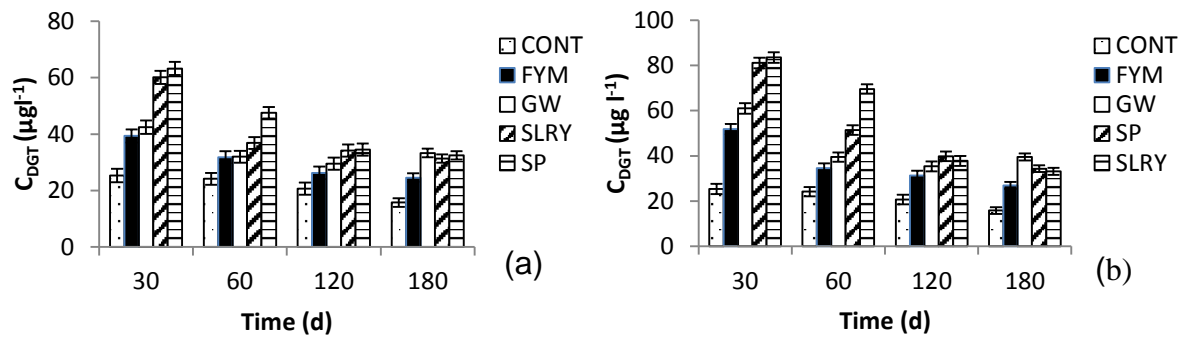 80
60
40
20
0
C_DGT (µgl⁻¹)
30 60 120 180
Time (d)
CONT
FYM
GW
SLRY
SP
(a)
100
80
60
40
20
0
C_DGT (µg l⁻¹)
30 60 120 180
Time (d)
CONT
FYM
GW
SP
SLRY
(b)